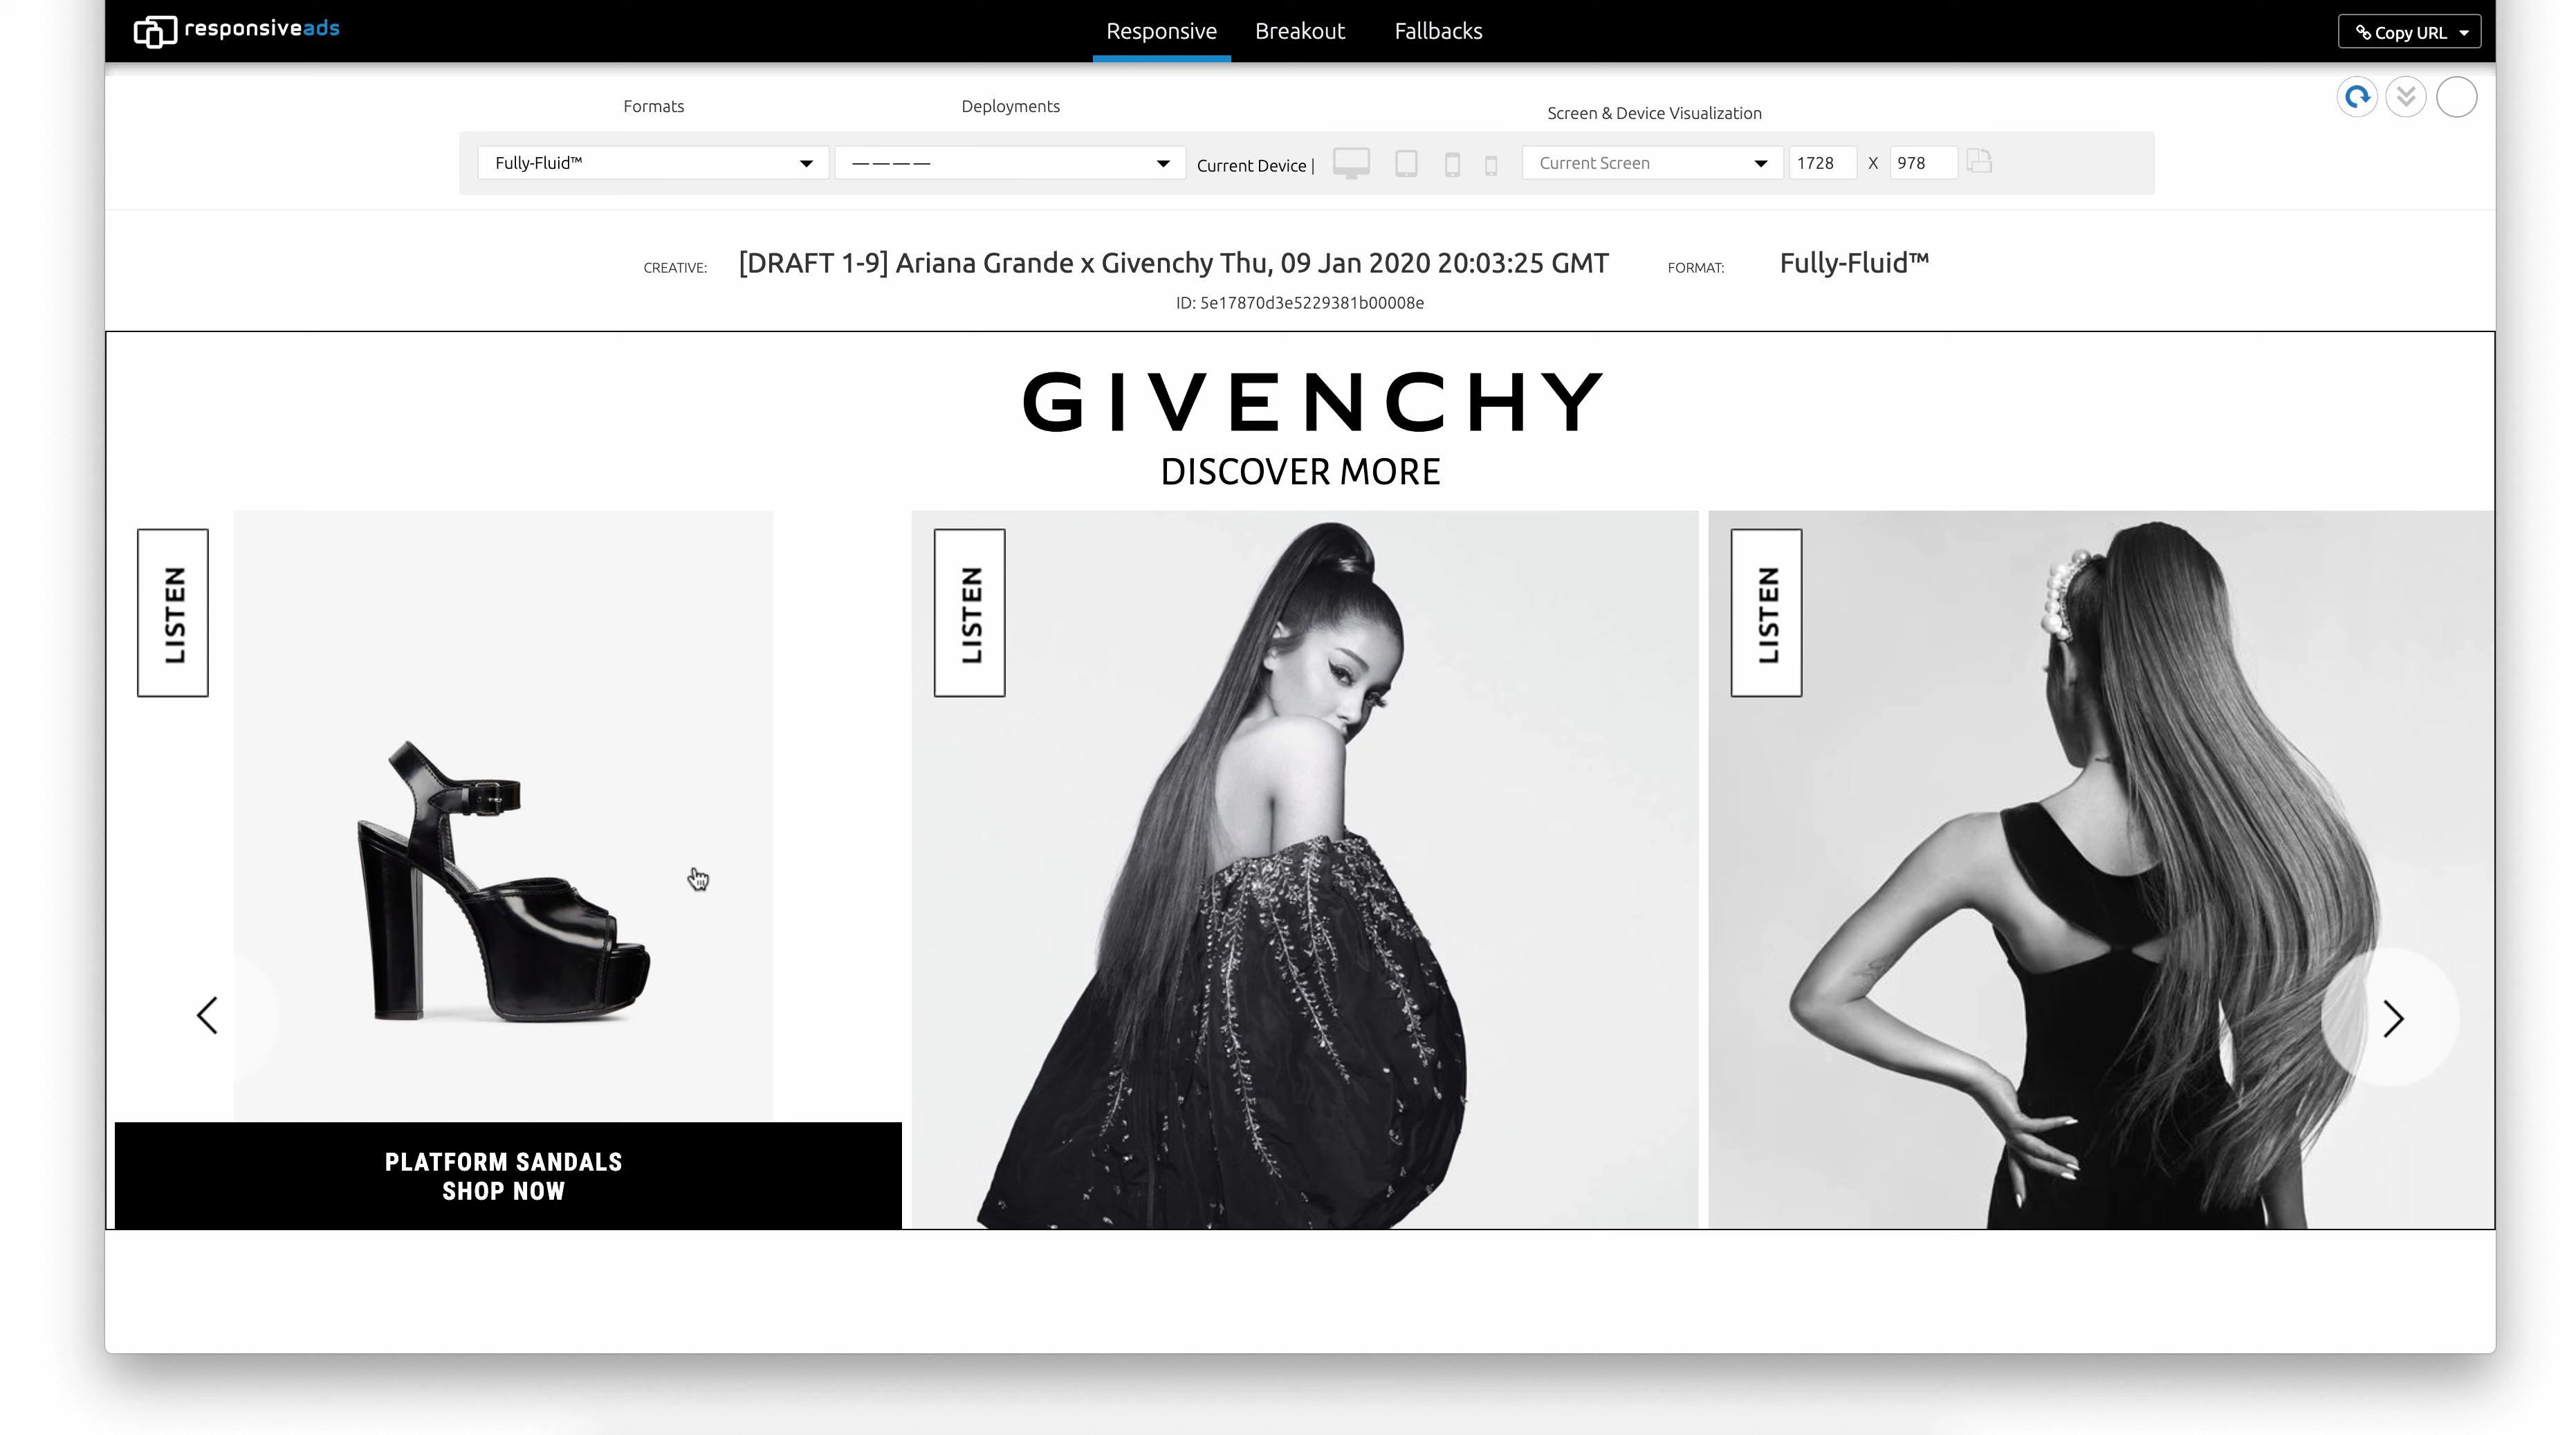 responsiveads
Responsive
Breakout
Fallbacks
Copy URL
Formats
Deployments
Screen & Device Visualization
Fully-Fluid™
————
Current Device |
Current Screen
1728
X
978
CREATIVE:
[DRAFT 1-9] Ariana Grande x Givenchy Thu, 09 Jan 2020 20:03:25 GMT
FORMAT:
Fully-Fluid™
ID: 5e17870d3e5229381b00008e
GIVENCHY
DISCOVER MORE
LISTEN
LISTEN
LISTEN
PLATFORM SANDALS
SHOP NOW